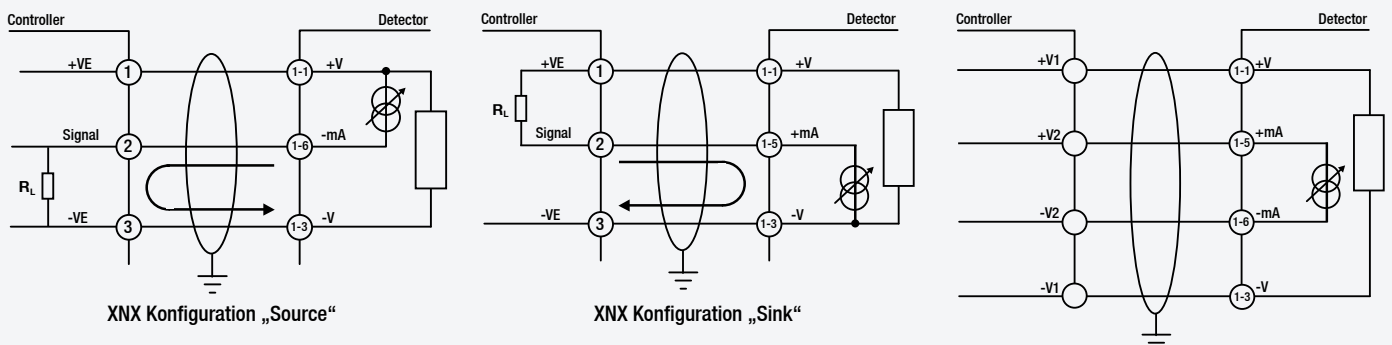 Controller
Detector
+VE
1
1-1
+V
Signal
2
1-6
-mA
RL
-VE
3
1-3
-V
XNX Konfiguration „Source“
Controller
Detector
+VE
1
1-1
+V
RL
Signal
2
1-5
+mA
-VE
3
1-3
-V
XNX Konfiguration „Sink“
Controller
Detector
+V1
1-1
+V
+V2
1-5
+mA
-V2
1-6
-mA
-V1
1-3
-V